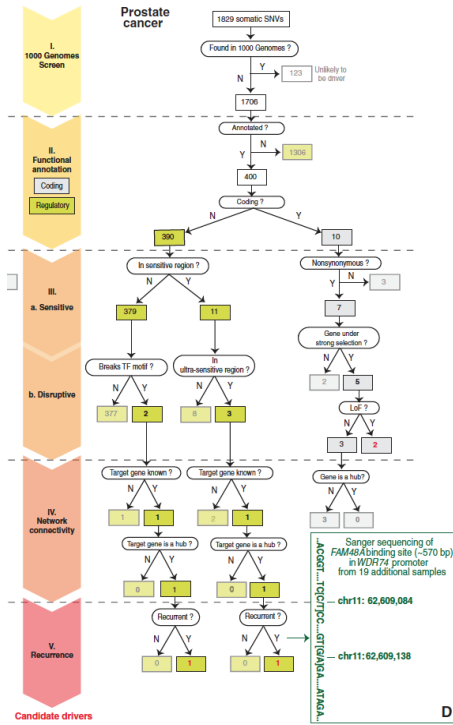 Prostate
cancer
1829 somatic SNVs
I.
1000 Genomes
Screen
Found in 1000 Genomes ?
Y
N
123
Unlikely to
be driver
1706
II.
Functional
annotation
Coding
Regulatory
Annotated ?
N
Y
1306
400
Coding ?
N
Y
390
10
III.
a. Sensitive
In sensitive region ?
Nonsynonymous ?
N
Y
N
Y
3
379
11
7
Gene under
strong selection ?
b. Disruptive
Breaks TF motif ?
In
ultra-sensitive region ?
N
Y
N
Y
N
Y
2
5
377
2
8
3
LoF ?
N
Y
3
2
IV.
Network
connectivity
Target gene known ?
Target gene known ?
Gene is a hub?
N
Y
N
Y
N
Y
1
1
2
1
3
0
Target gene is a hub ?
Target gene is a hub ?
N
Y
N
Y
0
1
0
1
V.
Recurrence
Recurrent ?
Recurrent ?
N
Y
N
Y
0
1
0
1
Candidate drivers
Sanger sequencing of
FAM48A binding site (~570 bp)
in WDR74 promoter
from 19 additional samples
chr11: 62,609,084
chr11:62,609,138
...ACGGT....TC[C/T]CC....GT[G/A]GA....ATAGA..
D